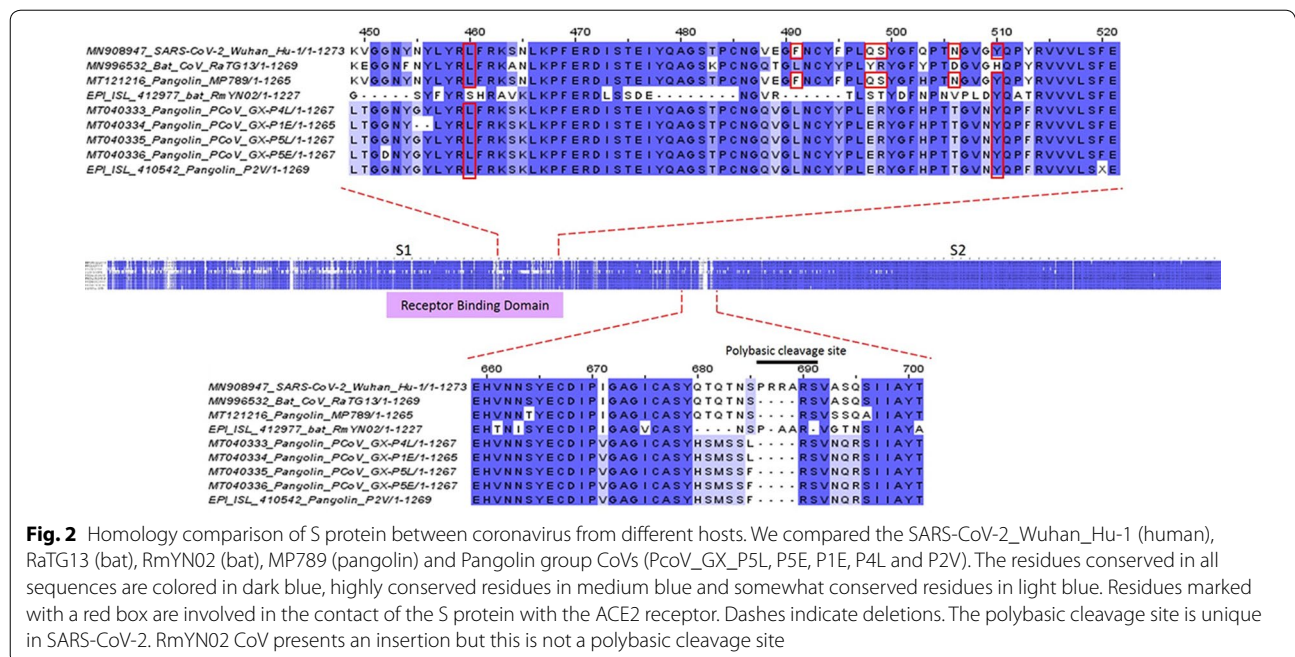 450 460 470 480 490 500 510 520
MN908947_SARS-CoV-2_Wuhan_Hu-1/1-1273 KVGGNYNYLYRLFRKSNLKPFERDISTEIYQAGSTPCNGVEGFNCYFPLQSYGFQPTNGVGYQPYRVVVLSFE
MN996532_Bat_CoV_RaTG13/1-1269 KEGGNFNYLYRLFRKANLKPFERDISTEIYQAGSKPCNGQTGLNCYYPLYRYGFYPTDGVGHQPYRVVVLSFE
MT121216_Pangolin_MP789/1-1265 KVGGNYNYLYRLFRKSNLKPFERDISTEIYQAGSTPCNGVEGFNCYFPLQSYGFQPTNGVGYQPYRVVVLSFE
EPI_ISL_412977_bat_RmYN02/1-1227 G-----SYFYRSHRAVKLKPFERDLSSDE--------NGVR-----TLSTYDFNPNVPLDYQATRVVVLSFE
MT040333_Pangolin_PCoV_GX-P4L/1-1267 LTGGNYGYLYRLFRKSKLKPFERDISTEIYQAGSTPCNGQVGLNCYYPLERYGFHPTTGVNYQPFRVVVLSFE
MT040334_Pangolin_PCoV_GX-P1E/1-1265 LTGGNY--LYRLFRKSKLKPFERDISTEIYQAGSTPCNGQVGLNCYYPLERYGFHPTTGVNYQPFRVVVLSFE
MT040335_Pangolin_PCoV_GX-P5L/1-1267 LTGGNYGYLYRLFRKSKLKPFERDISTEIYQAGSTPCNGQVGLNCYYPLERYGFHPTTGVNYQPFRVVVLSFE
MT040336_Pangolin_PCoV_GX-P5E/1-1267 LTGDNYGYLYRLFRKSKLKPFERDISTEIYQAGSTPCNGQVGLNCYYPLERYGFHPTTGVNYQPFRVVVLSFE
EPI_ISL_410542_Pangolin_P2V/1-1269 LTGGNYGYLYRLFRKSKLKPFERDISTEIYQAGSTPCNGQVGLNCYYPLERYGFHPTTGVNYQPFRVVVLSXE
S1 S2
Receptor Binding Domain
Polybasic cleavage site
660 670 680 690 700
MN908947_SARS-CoV-2_Wuhan_Hu-1/1-1273 EHVNNSYECDIPIGAGICASYQTQTNSPRRARSVASQSIIAYT
MN996532_Bat_CoV_RaTG13/1-1269 EHVNNSYECDIPIGAGICASYQTQTNS----RSVASQSIIAYT
MT121216_Pangolin_MP789/1-1265 EHVNNTYECDIPIGAGICASYQTQTNS----RSVSSQAIIAYT
EPI_ISL_412977_bat_RmYN02/1-1227 EHTNISYECDIPIGAGVCASY----NSP-AAR-VGTNSIIAYA
MT040333_Pangolin_PCoV_GX-P4L/1-1267 EHVNNSYECDIPVGAGICASYHSMSSL----RSVNQRSIIAYT
MT040334_Pangolin_PCoV_GX-P1E/1-1265 EHVNNSYECDIPVGAGICASYHSMSSL----RSVNQRSIIAYT
MT040335_Pangolin_PCoV_GX-P5L/1-1267 EHVNNSYECDIPVGAGICASYHSMSSF----RSVNQRSIIAYT
MT040336_Pangolin_PCoV_GX-P5E/1-1267 EHVNNSYECDIPVGAGICASYHSMSSF----RSVNQRSIIAYT
EPI_ISL_410542_Pangolin_P2V/1-1269 EHVNNSYECDIPVGAGICASYHSMSSF----RSVNQRSIIAYT
Fig. 2 Homology comparison of S protein between coronavirus from different hosts. We compared the SARS-CoV-2_Wuhan_Hu-1 (human),
RaTG13 (bat), RmYN02 (bat), MP789 (pangolin) and Pangolin group CoVs (PcoV_GX_P5L, P5E, P1E, P4L and P2V). The residues conserved in all
sequences are colored in dark blue, highly conserved residues in medium blue and somewhat conserved residues in light blue. Residues marked
with a red box are involved in the contact of the S protein with the ACE2 receptor. Dashes indicate deletions. The polybasic cleavage site is unique
in SARS-CoV-2. RmYN02 CoV presents an insertion but this is not a polybasic cleavage site